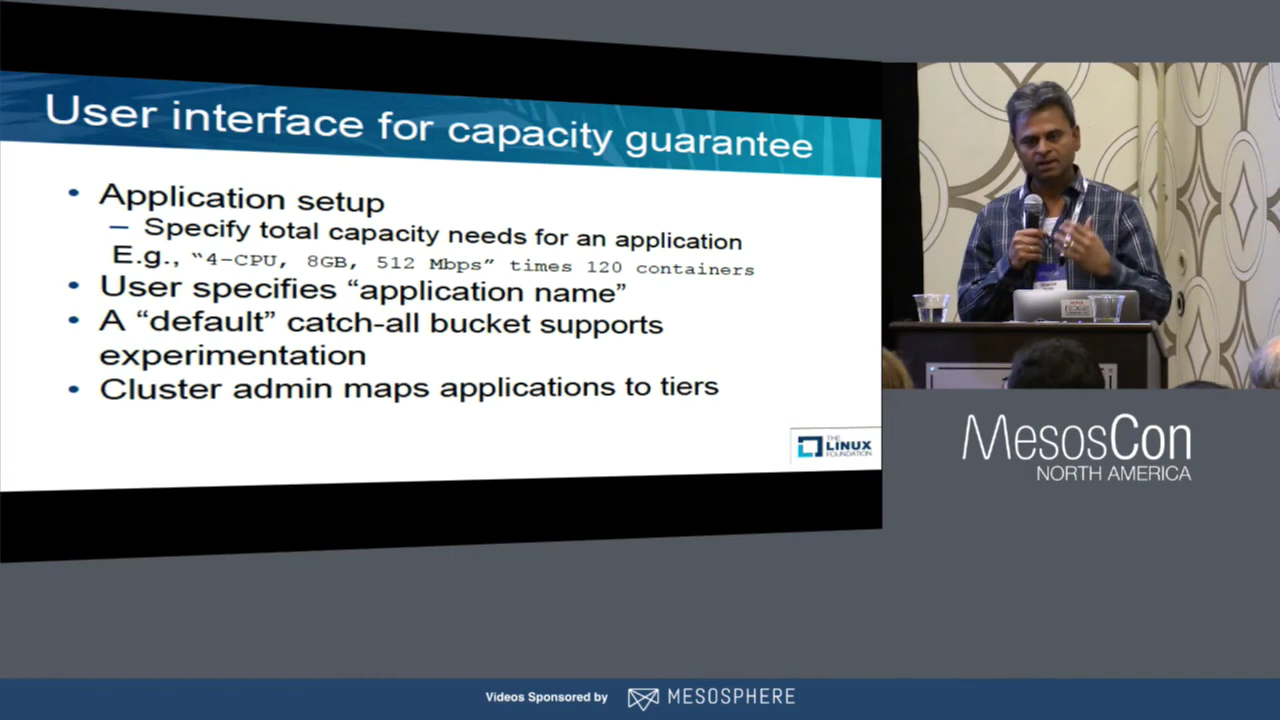 User interface for capacity guarantee
• Application setup
– Specify total capacity needs for an application
E.g., “4-CPU, 8GB, 512 Mbps” times 120 containers
• User specifies “application name”
• A “default” catch-all bucket supports
experimentation
• Cluster admin maps applications to tiers
THE
LINUX
FOUNDATION
MesosCon
NORTH AMERICA
Videos Sponsored by MESOSPHERE